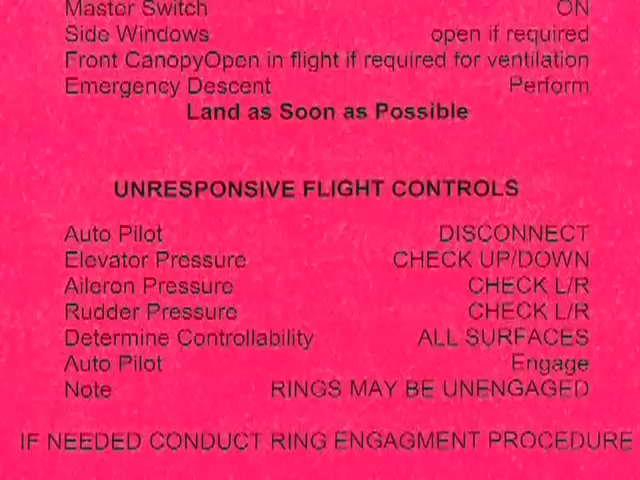 Master Switch ON
Side Windows open if required
Front CanopyOpen in flight if required for ventilation
Emergency Descent Perform
Land as Soon as Possible
UNRESPONSIVE FLIGHT CONTROLS
Auto Pilot DISCONNECT
Elevator Pressure CHECK UP/DOWN
Aileron Pressure CHECK L/R
Rudder Pressure CHECK L/R
Determine Controllability ALL SURFACES
Auto Pilot Engage
Note RINGS MAY BE UNENGAGED
IF NEEDED CONDUCT RING ENGAGMENT PROCEDURE